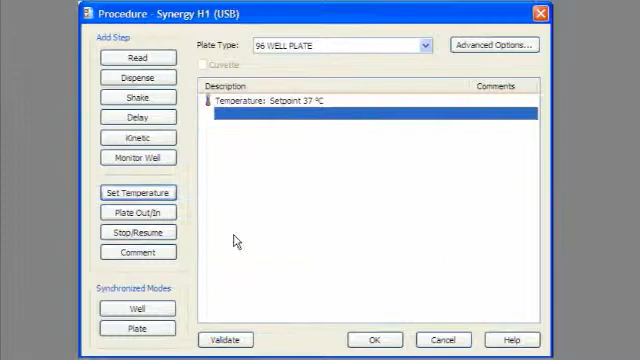 Procedure - Synergy H1 (USB)
Add Step
Read
Dispense
Shake
Delay
Kinetic
Monitor Well
Set Temperature
Plate Out/In
Stop/Resume
Comment
Synchronized Modes
Well
Plate
Plate Type: 96 WELL PLATE Advanced Options...
Cuvette
Description Comments
Temperature: Setpoint 37 ºC
Validate OK Cancel Help